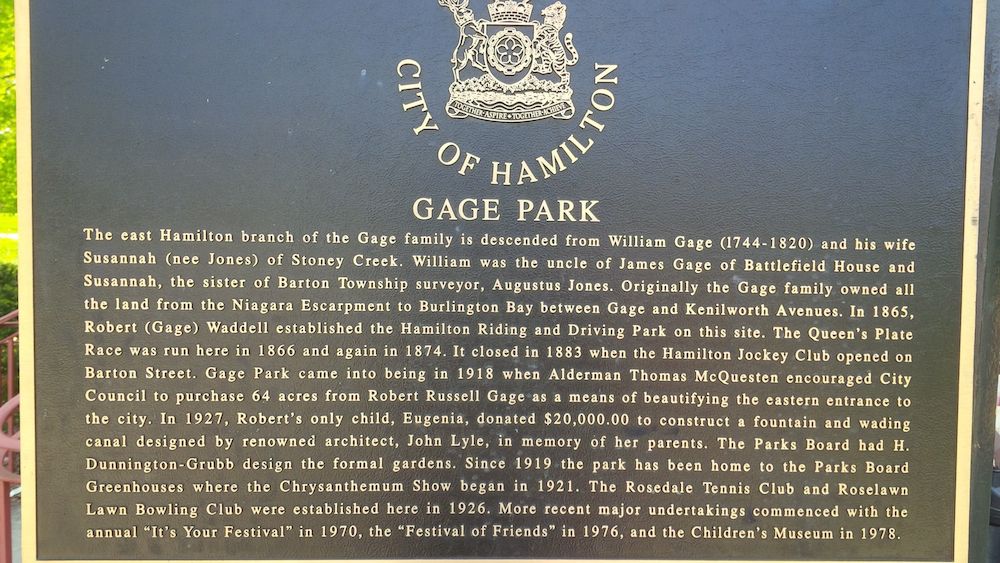 TOGETHER·ASPIRE • TOGETHER·ACHIEVE
CITY OF HAMILTON
GAGE PARK
The east Hamilton branch of the Gage family is descended from William Gage (1744-1820) and his wife
Susannah (nee Jones) of Stoney Creek. William was the uncle of James Gage of Battlefield House and
Susannah, the sister of Barton Township surveyor, Augustus Jones. Originally the Gage family owned all
the land from the Niagara Escarpment to Burlington Bay between Gage and Kenilworth Avenues. In 1865,
Robert (Gage) Waddell established the Hamilton Riding and Driving Park on this site. The Queen's Plate
Race was run here in 1866 and again in 1874. It closed in 1883 when the Hamilton Jockey Club opened on
Barton Street. Gage Park came into being in 1918 when Alderman Thomas McQuesten encouraged City
Council to purchase 64 acres from Robert Russell Gage as a means of beautifying the eastern entrance to
the city. In 1927, Robert's only child, Eugenia, donated $20,000.00 to construct a fountain and wading
canal designed by renowned architect, John Lyle, in memory of her parents. The Parks Board had H.
Dunnington-Grubb design the formal gardens. Since 1919 the park has been home to the Parks Board
Greenhouses where the Chrysanthemum Show began in 1921. The Rosedale Tennis Club and Roselawn
Lawn Bowling Club were established here in 1926. More recent major undertakings commenced with the
annual "It's Your Festival" in 1970, the "Festival of Friends" in 1976, and the Children's Museum in 1978.